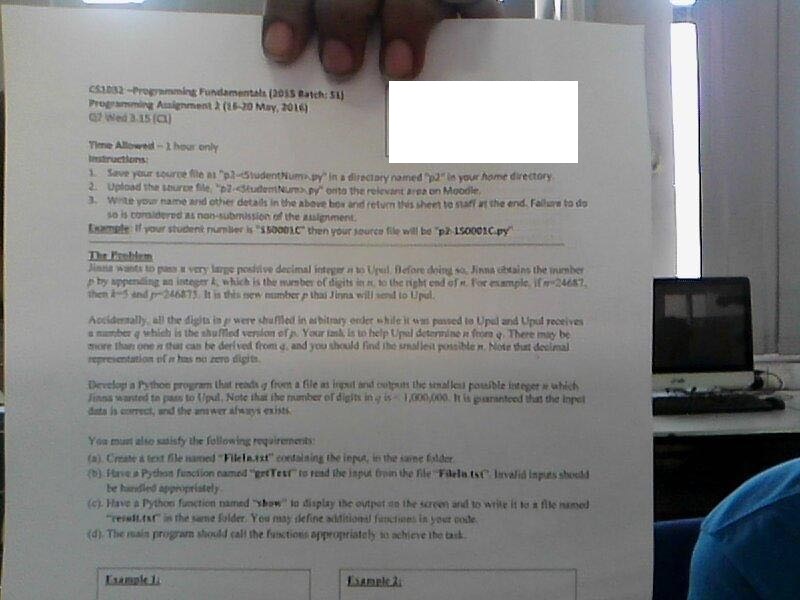 CS1032 –Programming Fundamentals (2015 Batch: S1)
Programming Assignment 2 (16-20 May, 2016)
Q7 Wed 3.15 (C1)
Time Allowed – 1 hour only
Instructions:
1. Save your source file as "p2-<StudentNum>.py" in a directory named "p2" in your home directory.
2. Upload the source file, "p2-<StudentNum>.py" onto the relevant area on Moodle.
3. Write your name and other details in the above box and return this sheet to staff at the end. Failure to do
so is considered as non-submission of the assignment.
Example: If your student number is "150001C" then your source file will be "p2-150001C.py"
The Problem
Jinna wants to pass a very large positive decimal integer n to Upul. Before doing so, Jinna obtains the number
p by appending an integer k, which is the number of digits in n, to the right end of n. For example, if n=24687,
then k=5 and p=246875. It is this new number p that Jinna will send to Upul.
Accidentally, all the digits in p were shuffled in arbitrary order while it was passed to Upul and Upul receives
a number q which is the shuffled version of p. Your task is to help Upul determine n from q. There may be
more than one n that can be derived from q, and you should find the smallest possible n. Note that decimal
representation of n has no zero digits.
Develop a Python program that reads q from a file as input and outputs the smallest possible integer n which
Jinna wanted to pass to Upul. Note that the number of digits in q is < 1,000,000. It is guaranteed that the input
data is correct, and the answer always exists.
You must also satisfy the following requirements:
(a). Create a text file named "FileIn.txt" containing the input, in the same folder.
(b). Have a Python function named "getText" to read the input from the file "FileIn.txt". Invalid inputs should
be handled appropriately.
(c). Have a Python function named "show" to display the output on the screen and to write it to a file named
"result.txt" in the same folder. You may define additional functions in your code.
(d). The main program should call the functions appropriately to achieve the task.
Example 1:
Example 2: